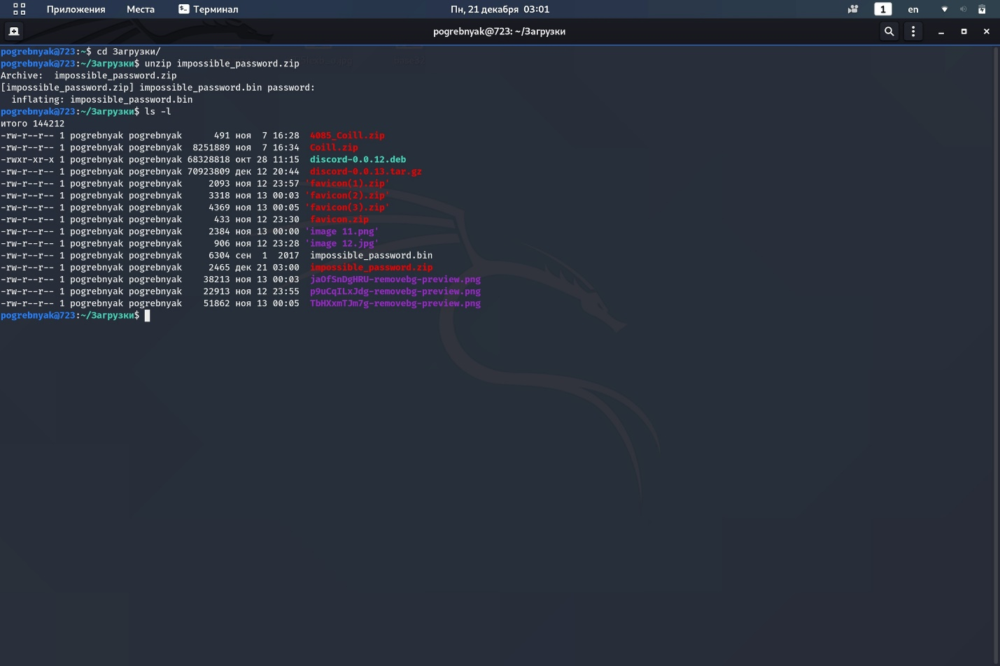 Приложения Места Терминал Пн, 21 декабря 03:01 1 en
pogrebnyak@723: ~/Загрузки
pogrebnyak@723:~$ cd Загрузки/
pogrebnyak@723:~/Загрузки$ unzip impossible_password.zip
Archive:  impossible_password.zip
[impossible_password.zip] impossible_password.bin password:
  inflating: impossible_password.bin
pogrebnyak@723:~/Загрузки$ ls -l
итого 144212
-rw-r--r-- 1 pogrebnyak pogrebnyak      491 ноя  7 16:28  4085_Coill.zip
-rw-r--r-- 1 pogrebnyak pogrebnyak  8251889 ноя  7 16:34  Coill.zip
-rwxr-xr-x 1 pogrebnyak pogrebnyak 68328818 окт 28 11:15  discord-0.0.12.deb
-rw-r--r-- 1 pogrebnyak pogrebnyak 70923809 дек 12 20:44  discord-0.0.13.tar.gz
-rw-r--r-- 1 pogrebnyak pogrebnyak     2093 ноя 12 23:57 'favicon(1).zip'
-rw-r--r-- 1 pogrebnyak pogrebnyak     3318 ноя 13 00:03 'favicon(2).zip'
-rw-r--r-- 1 pogrebnyak pogrebnyak     4369 ноя 13 00:05 'favicon(3).zip'
-rw-r--r-- 1 pogrebnyak pogrebnyak      433 ноя 12 23:30  favicon.zip
-rw-r--r-- 1 pogrebnyak pogrebnyak     2384 ноя 13 00:00 'image 11.png'
-rw-r--r-- 1 pogrebnyak pogrebnyak      906 ноя 12 23:28 'image 12.jpg'
-rw-r--r-- 1 pogrebnyak pogrebnyak     6304 сен  1  2017  impossible_password.bin
-rw-r--r-- 1 pogrebnyak pogrebnyak     2465 дек 21 03:00  impossible_password.zip
-rw-r--r-- 1 pogrebnyak pogrebnyak    38213 ноя 13 00:03  jaOfSnDgHRU-removebg-preview.png
-rw-r--r-- 1 pogrebnyak pogrebnyak    22913 ноя 12 23:55  p9uCqILxJdg-removebg-preview.png
-rw-r--r-- 1 pogrebnyak pogrebnyak    51862 ноя 13 00:05  TbHXxmTJm7g-removebg-preview.png
pogrebnyak@723:~/Загрузки$